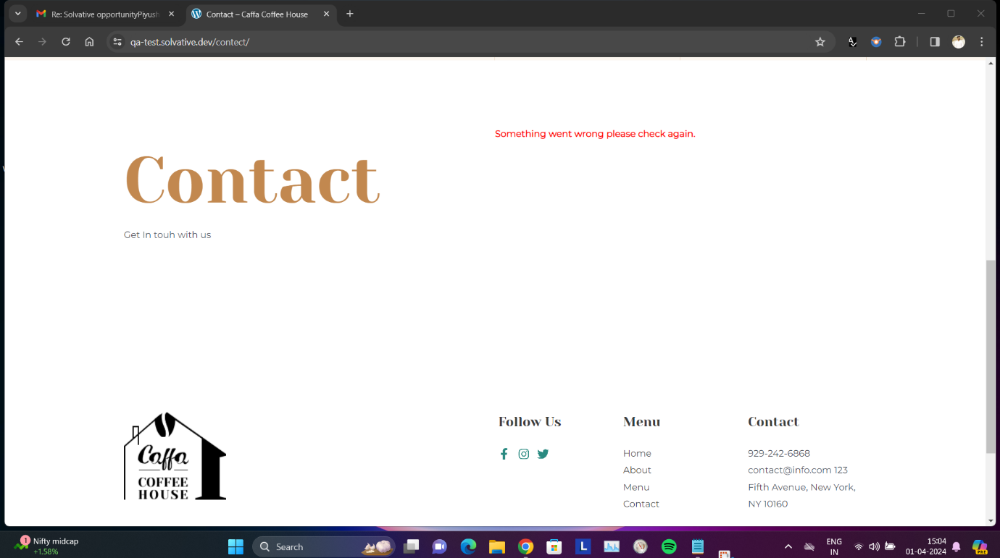 Re: Solvative opportunityPiyush
Contact – Caffa Coffee House
qa-test.solvative.dev/contect/
Something went wrong please check again.
Contact
Get In touh with us
Caffa
COFFEE
HOUSE
Follow Us
Menu
Home
About
Menu
Contact
Contact
929-242-6868
contact@info.com 123
Fifth Avenue, New York,
NY 10160
1
Nifty midcap
+1.58%
Search
L
PRE
ENG
IN
15:04
01-04-2024